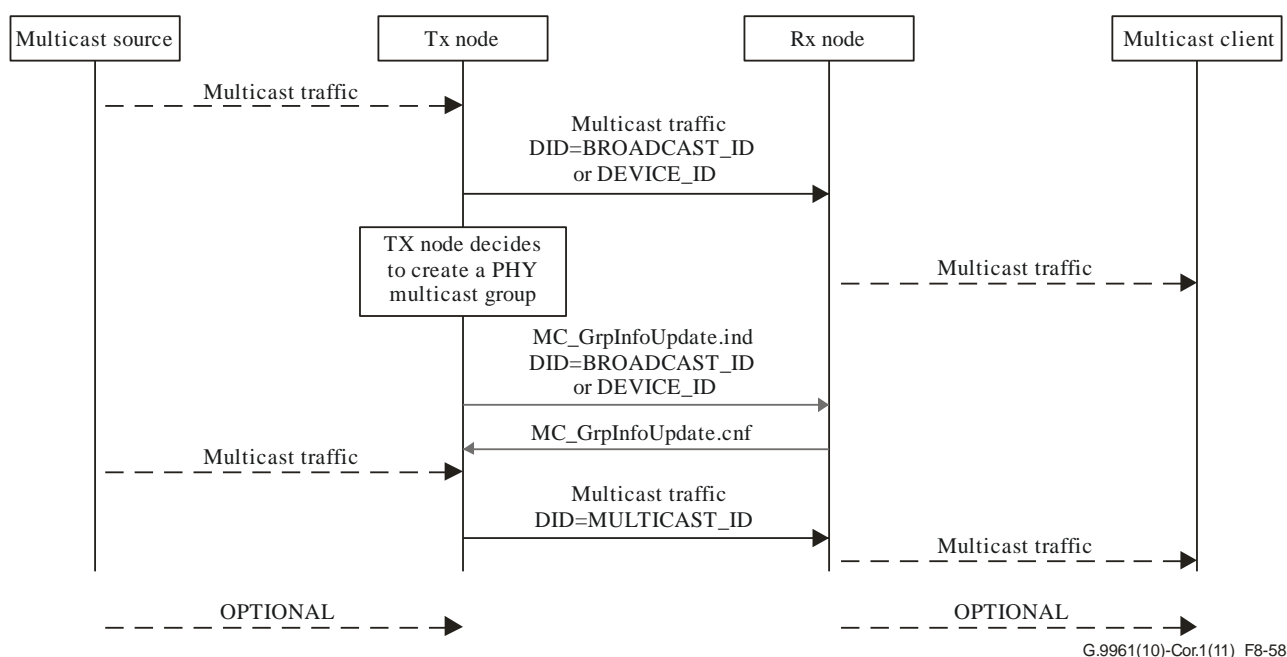 Multicast source
Tx node
Rx node
Multicast client
Multicast traffic
Multicast traffic
DID=BROADCAST_ID
or DEVICE_ID
TX node decides
to create a PHY
multicast group
Multicast traffic
MC_GrpInfoUpdate.ind
DID=BROADCAST_ID
or DEVICE_ID
MC_GrpInfoUpdate.cnf
Multicast traffic
Multicast traffic
DID=MULTICAST_ID
Multicast traffic
OPTIONAL
OPTIONAL
G.9961(10)-Cor.1(11)_F8-58